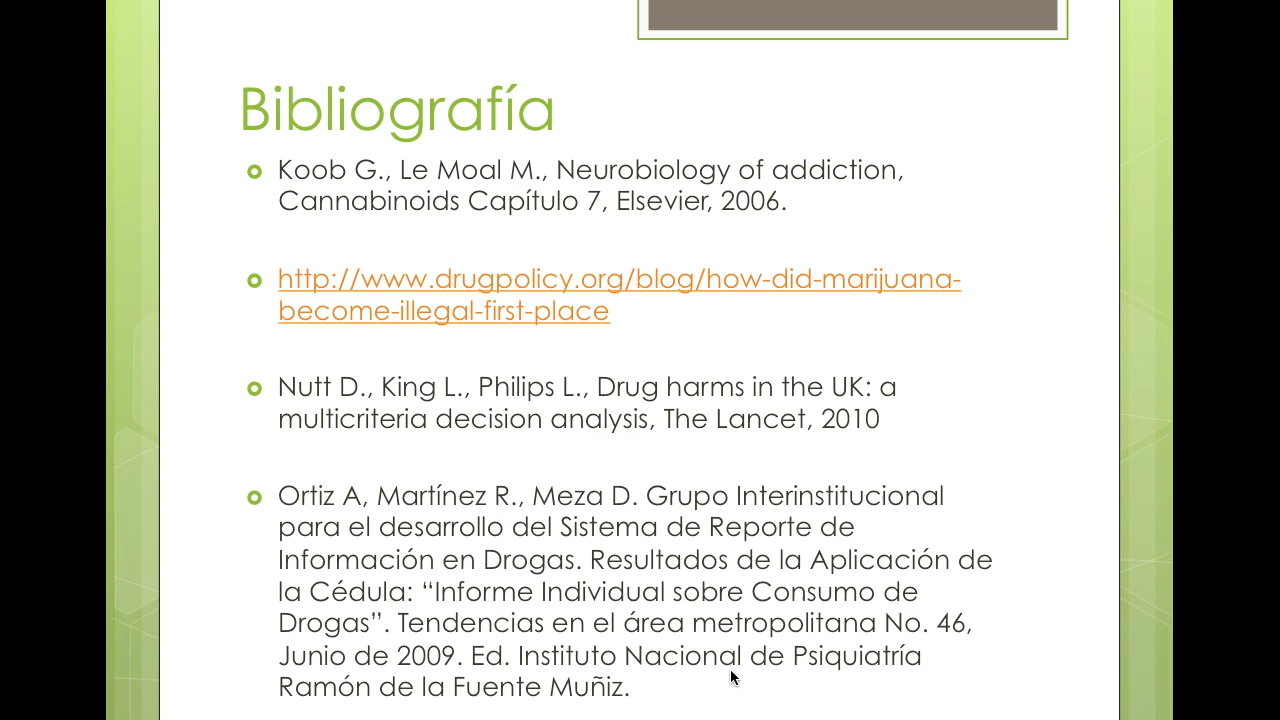 Bibliografía
Koob G., Le Moal M., Neurobiology of addiction,
Cannabinoids Capítulo 7, Elsevier, 2006.
http://www.drugpolicy.org/blog/how-did-marijuana-
become-illegal-first-place
Nutt D., King L., Philips L., Drug harms in the UK: a
multicriteria decision analysis, The Lancet, 2010
Ortiz A, Martínez R., Meza D. Grupo Interinstitucional
para el desarrollo del Sistema de Reporte de
Información en Drogas. Resultados de la Aplicación de
la Cédula: “Informe Individual sobre Consumo de
Drogas”. Tendencias en el área metropolitana No. 46,
Junio de 2009. Ed. Instituto Nacional de Psiquiatría
Ramón de la Fuente Muñiz.